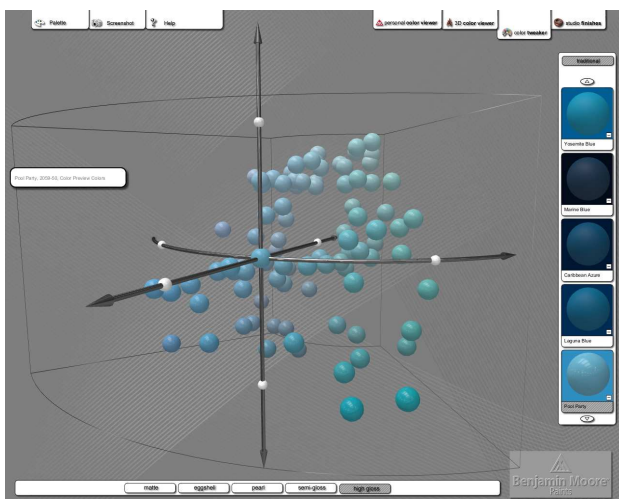 Palette
Screenshot
Help
personal color viewer
3D color viewer
color tweaker
studio finishes
traditional
Yosemite Blue
Marine Blue
Caribbean Azure
Laguna Blue
Pool Party
Pool Party, 2059-50, Color Preview Colors
matte
eggshell
pearl
semi-gloss
high gloss
Benjamin Moore
Paints